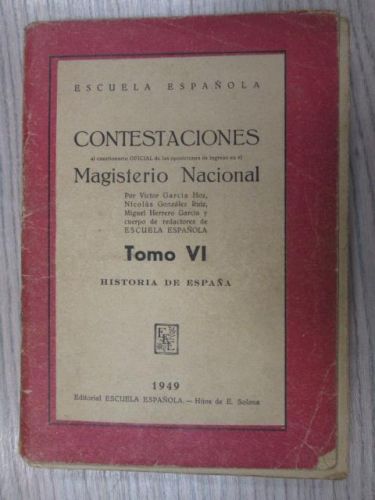 ESCUELA ESPAÑOLA
CONTESTACIONES
al cuestionario OFICIAL de las oposiciones de ingreso en el
Magisterio Nacional
Por Víctor García Hoz,
Nicolás González Ruiz,
Miguel Herrero García y
cuerpo de redactores de
ESCUELA ESPAÑOLA
Tomo VI
HISTORIA DE ESPAÑA
1949
Editorial ESCUELA ESPAÑOLA. — Hijos de E. Solana